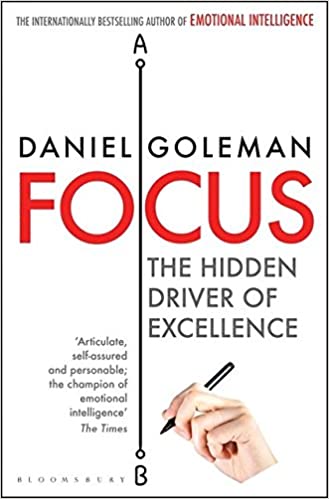 THE INTERNATIONALLY BESTSELLING AUTHOR OF EMOTIONAL INTELLIGENCE
A
DANIEL GOLEMAN
FOCUS
THE HIDDEN
DRIVER OF
EXCELLENCE
'Articulate,
self-assured
and personable;
the champion of
emotional
intelligence'
The Times
BLOOMSBURY
B